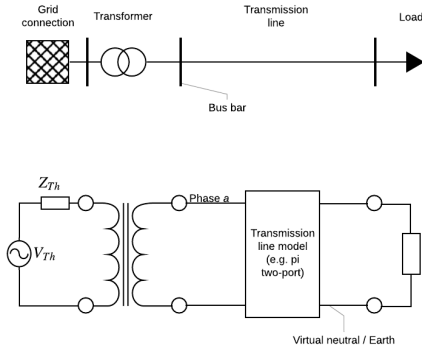 Grid
connection
Transformer
Transmission
line
Load
Bus bar
Z_Th
Phase a
V_Th
Transmission
line model
(e.g. pi
two-port)
Virtual neutral / Earth